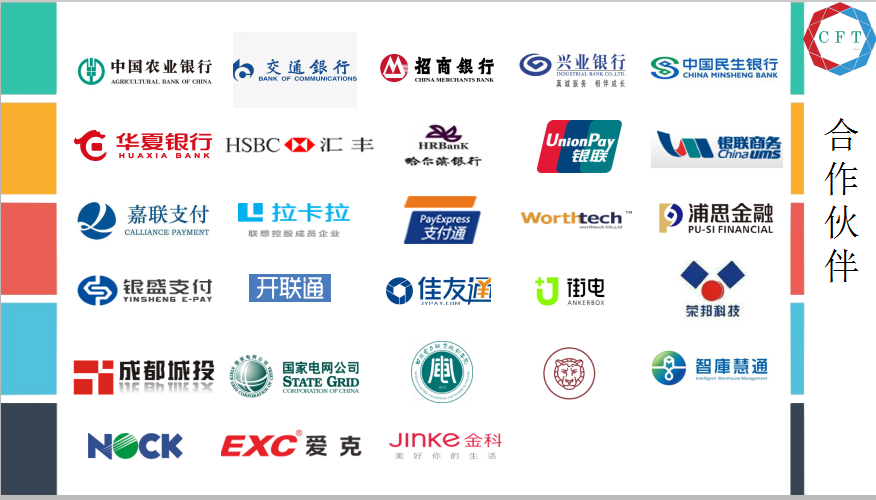 CFT
合作伙伴
中国农业银行
AGRICULTURAL BANK OF CHINA
交通銀行
BANK OF COMMUNICATIONS
招商銀行
CHINA MERCHANTS BANK
兴业银行
INDUSTRIAL BANK CO.,LTD.
真诚服务 相伴成长
中国民生银行
CHINA MINSHENG BANK
华夏银行
HUAXIA BANK
HSBC 汇丰
HRBANK
哈尔滨银行
UnionPay
银联
银联商务
China ums
嘉联支付
CALLIANCE PAYMENT
拉卡拉
联想控股成员企业
PayExpress
支付通
Worthtech™
worthtech CO.,Ltd
浦思金融
PU-SI FINANCIAL
银盛支付
YINSHENG E-PAY
开联通
佳友通
JYPAY.COM
街电
ANKERBOX
荣邦科技
成都城投
国家电网公司
STATE GRID
CORPORATION OF CHINA
智庫慧通
Intelligent Warehouse Management
NOCK
EXC® 爱克
JINKE 金科
美好你的生活